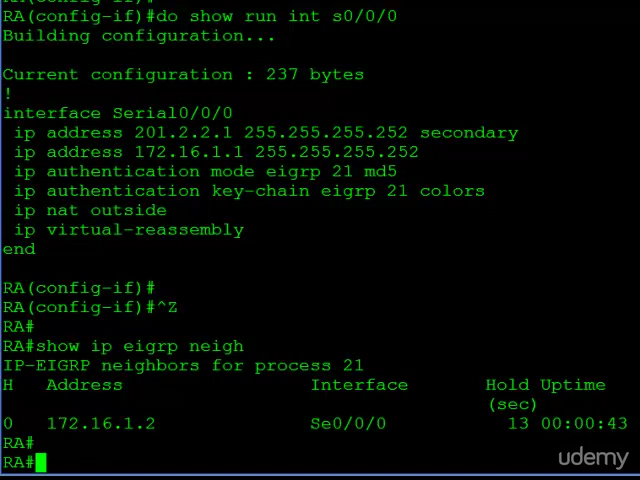 RA(config-if)#
RA(config-if)#do show run int s0/0/0
Building configuration...
Current configuration : 237 bytes
!
interface Serial0/0/0
 ip address 201.2.2.1 255.255.255.252 secondary
 ip address 172.16.1.1 255.255.255.252
 ip authentication mode eigrp 21 md5
 ip authentication key-chain eigrp 21 colors
 ip nat outside
 ip virtual-reassembly
end
RA(config-if)#
RA(config-if)#^Z
RA#
RA#show ip eigrp neigh
IP-EIGRP neighbors for process 21
H   Address                 Interface       Hold Uptime
                                            (sec)
0   172.16.1.2              Se0/0/0           13 00:00:43
RA#
RA#
udemy